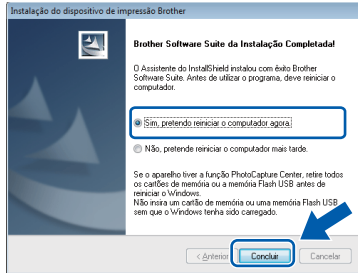 Instalação do dispositivo de impressão Brother
Brother Software Suite da Instalação Completada!
O Assistente do InstallShield instalou com êxito Brother
Software Suite. Antes de utilizar o programa, deve reiniciar o
computador.
Sim, pretendo reiniciar o computador agora.
Não, pretende reiniciar o computador mais tarde.
Se o aparelho tiver a função PhotoCapture Center, retire todos
os cartões de memória ou a memória Flash USB antes de
reiniciar o Windows.
Não insira um cartão de memória ou uma memória Flash USB
sem que o Windows tenha sido carregado.
< Anterior Concluir Cancelar